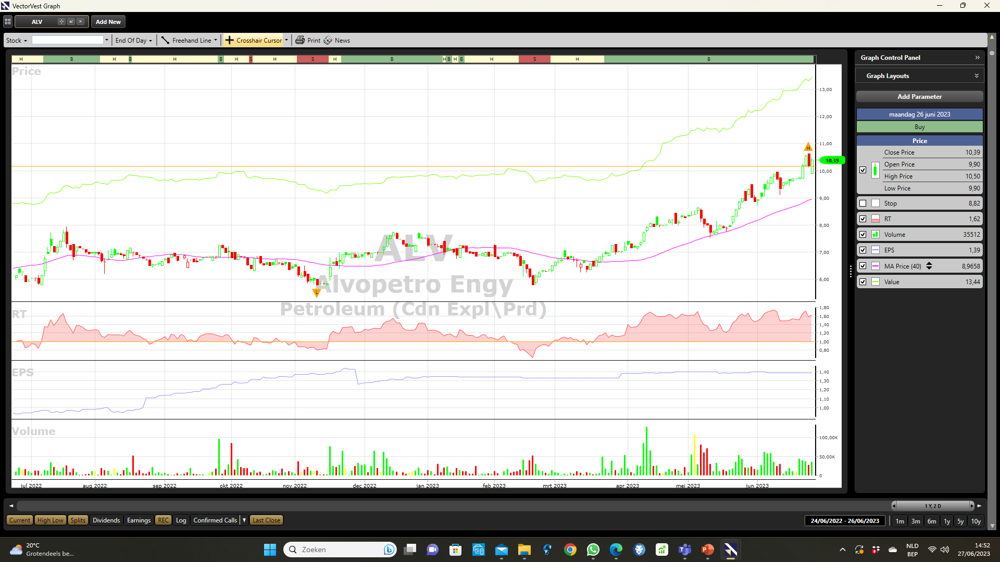 VectorVest Graph
ALV
Add New
Stock
End Of Day
Freehand Line
Crosshair Cursor
Print
News
H B H B H B H S H S H B H B H B H S H B
Price
13,00
12,00
11,00
10,39
10,00
9,00
8,00
7,00
6,00
H
L
ALV
Alvopetro Engy
Petroleum (Cdn Expl\Prd)
RT
1,80
1,60
1,40
1,20
1,00
0,80
EPS
1,40
1,30
1,20
1,10
1,00
Volume
100,00K
50,00K
0
jul 2022 aug 2022 sep 2022 okt 2022 nov 2022 dec 2022 jan 2023 feb 2023 mrt 2023 apr 2023 mei 2023 jun 2023
Graph Control Panel
Graph Layouts
Add Parameter
maandag 26 juni 2023
Buy
Price
Close Price 10,39
Open Price 9,90
High Price 10,50
Low Price 9,90
Stop 8,82
RT 1,62
Volume 35512
EPS 1,39
MA Price (40) 8,9658
Value 13,44
1 Y, 2 D
Current High Low Splits Dividends Earnings REC Log Confirmed Calls Last Close
24/06/2022 - 26/06/2023 1m 3m 6m 1y 5y 10y
20°C
Grotendeels be...
Zoeken
NLD
BEP
14:52
27/06/2023